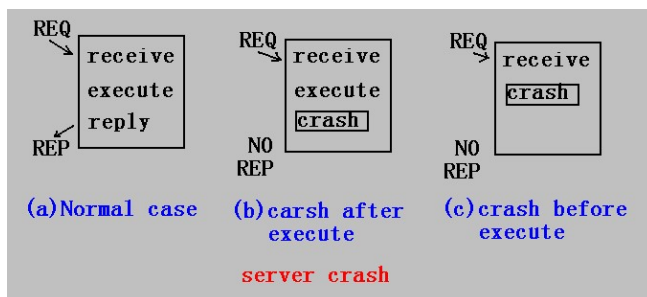 REQ
receive
execute
reply
REP
(a)Normal case
REQ
receive
execute
crash
NO
REP
(b)carsh after
execute
REQ
receive
crash
NO
REP
(c)crash before
execute
server crash